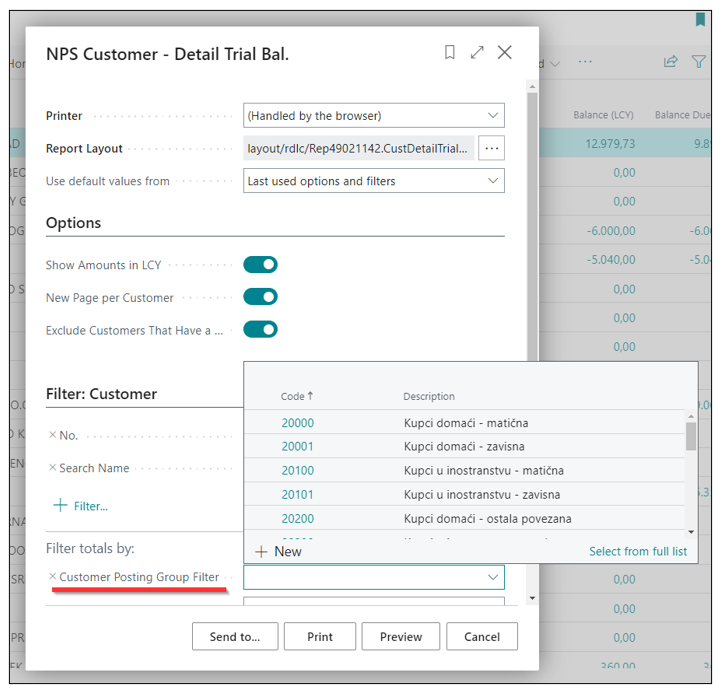 NPS Customer - Detail Trial Bal.
Printer
(Handled by the browser)
Report Layout
layout/rdlc/Rep49021142.CustDetailTrial...
Use default values from
Last used options and filters
Options
Show Amounts in LCY
New Page per Customer
Exclude Customers That Have a ...
Filter: Customer
× No.
× Search Name
+ Filter...
Filter totals by:
× Customer Posting Group Filter
Code ↑ Description
20000 Kupci domaći - matična
20001 Kupci domaći - zavisna
20100 Kupci u inostranstvu - matična
20101 Kupci u inostranstvu - zavisna
20200 Kupci domaći - ostala povezana
+ New
Select from full list
Send to...
Print
Preview
Cancel
Balance (LCY) Balance Due
12.979,73
0,00
0,00
-6.000,00
-5.040,00
0,00
0,00
0,00
0,00
0,00
0,00
360,00